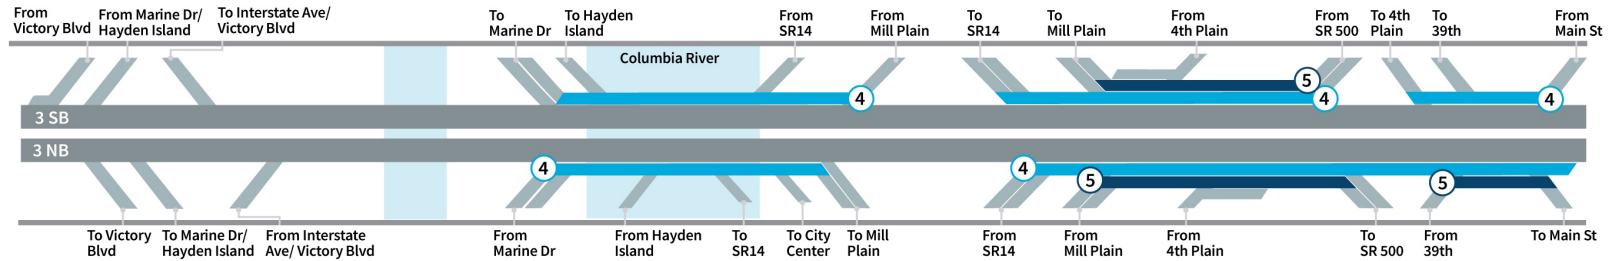 From
Victory Blvd
From Marine Dr/
Hayden Island
To Interstate Ave/
Victory Blvd
To
Marine Dr
To Hayden
Island
From
SR14
From
Mill Plain
To
SR14
To
Mill Plain
From
4th Plain
From
SR 500
To 4th
Plain
To
39th
From
Main St
Columbia River
5
4
4
4
3 SB
3 NB
4
4
5
5
To Victory
Blvd
To Marine Dr/
Hayden Island
From Interstate
Ave/ Victory Blvd
From
Marine Dr
From Hayden
Island
To
SR14
To City
Center
To Mill
Plain
From
SR14
From
Mill Plain
From
4th Plain
To
SR 500
From
39th
To Main St